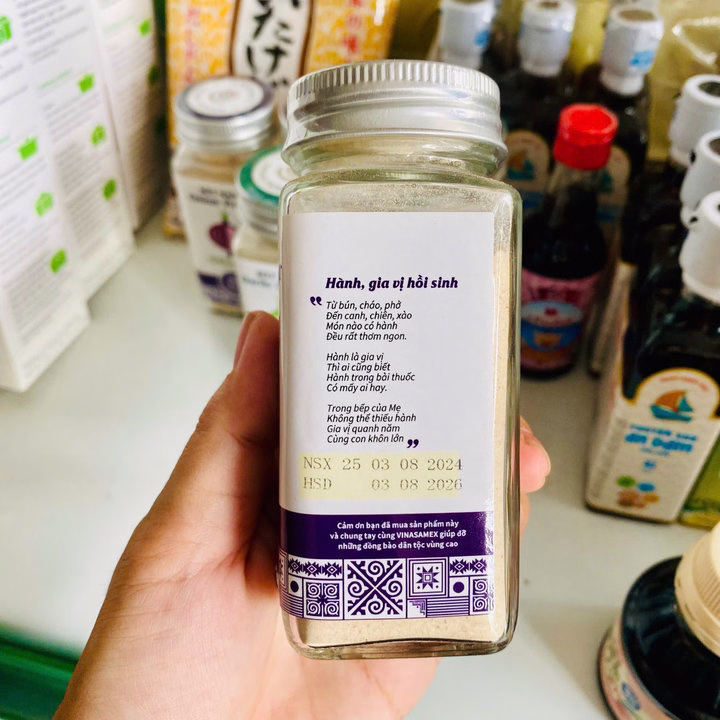 Hành, gia vị hồi sinh
“ Từ bún, cháo, phở
Đến canh, chiên, xào
Món nào có hành
Đều rất thơm ngon.
Hành là gia vị
Thì ai cũng biết
Hành trong bài thuốc
Có mấy ai hay.
Trong bếp của Mẹ
Không thể thiếu hành
Gia vị quanh năm
Cùng con khôn lớn ”
NSX 25 03 08 2024
HSD 03 08 2026
Cảm ơn bạn đã mua sản phẩm này
và chung tay cùng VINASAMEX giúp đỡ
những đồng bào dân tộc vùng cao